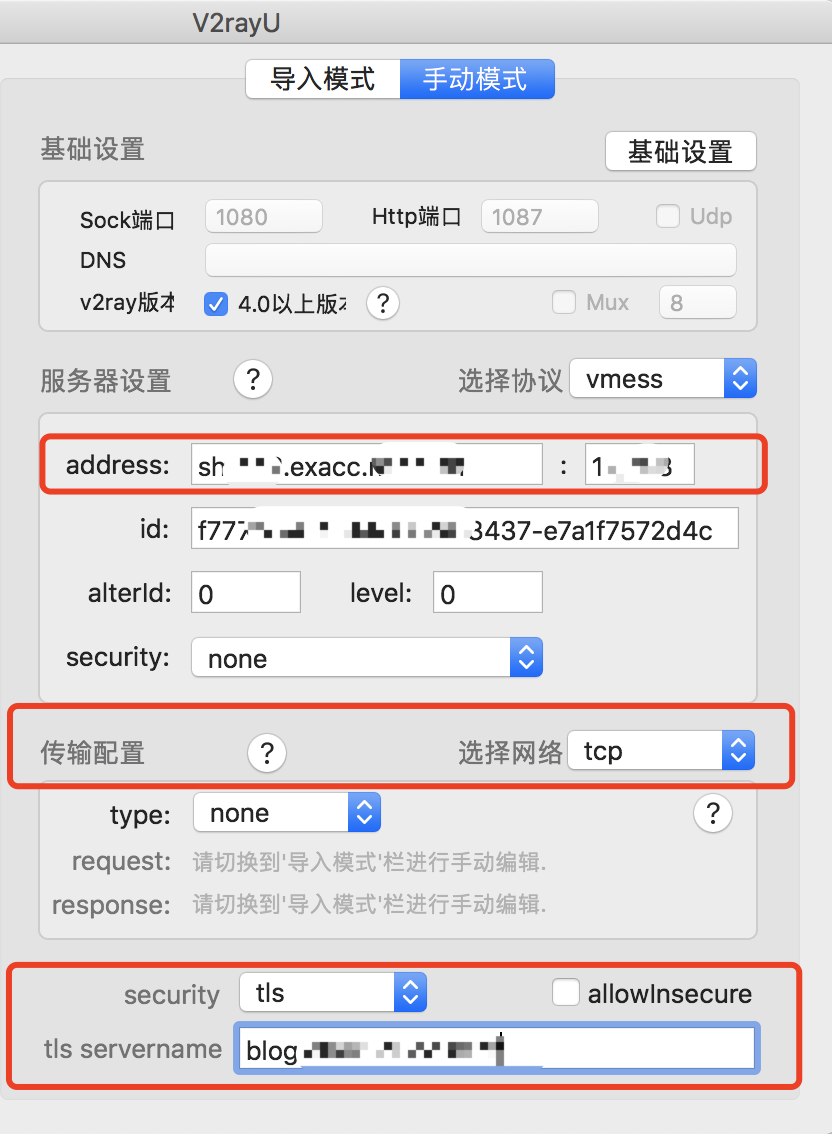 V2rayU
导入模式 手动模式
基础设置 基础设置
Sock端口 1080 Http端口 1087 Udp
DNS
v2ray版本 4.0以上版本 ? Mux 8
服务器设置 ? 选择协议 vmess
address: sh .exacc. : 1
id: f777 3437-e7a1f7572d4c
alterId: 0 level: 0
security: none
传输配置 ? 选择网络 tcp
type: none ?
request: 请切换到'导入模式'栏进行手动编辑.
response: 请切换到'导入模式'栏进行手动编辑.
security tls allowInsecure
tls servername blog